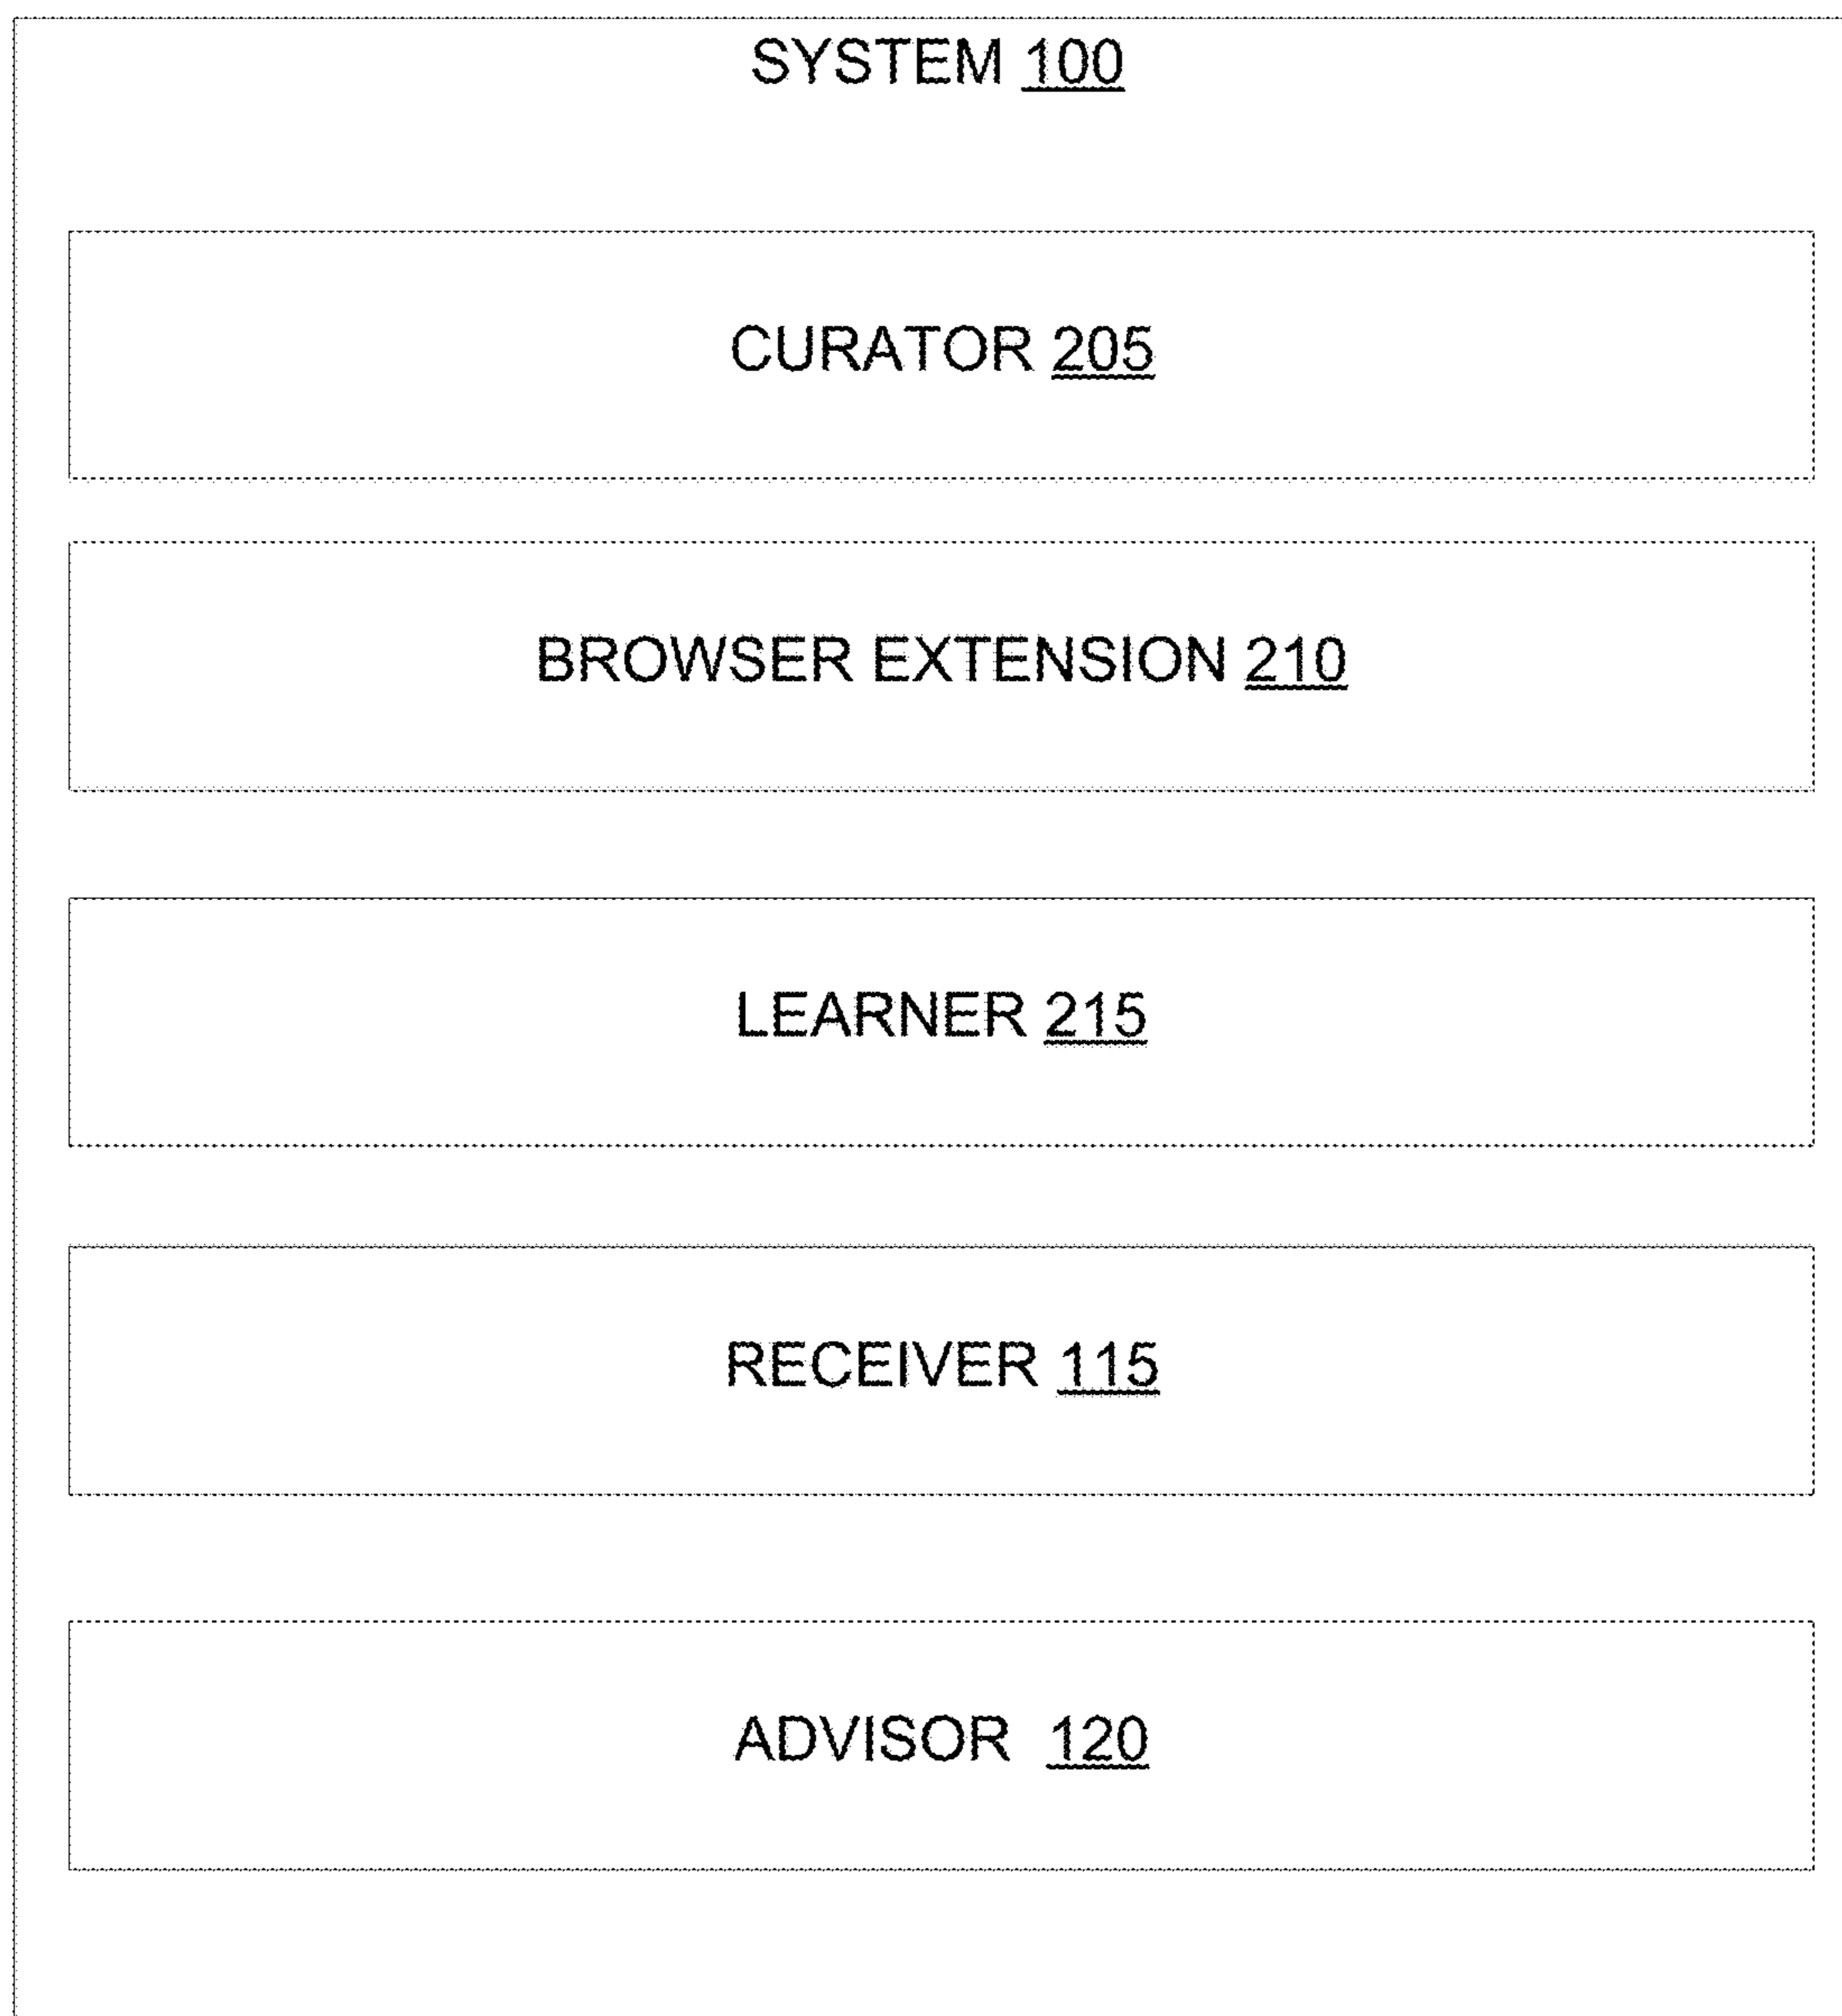 SYSTEM 100
CURATOR 205
BROWSER EXTENSION 210
LEARNER 215
RECEIVER 115
ADVISOR 120